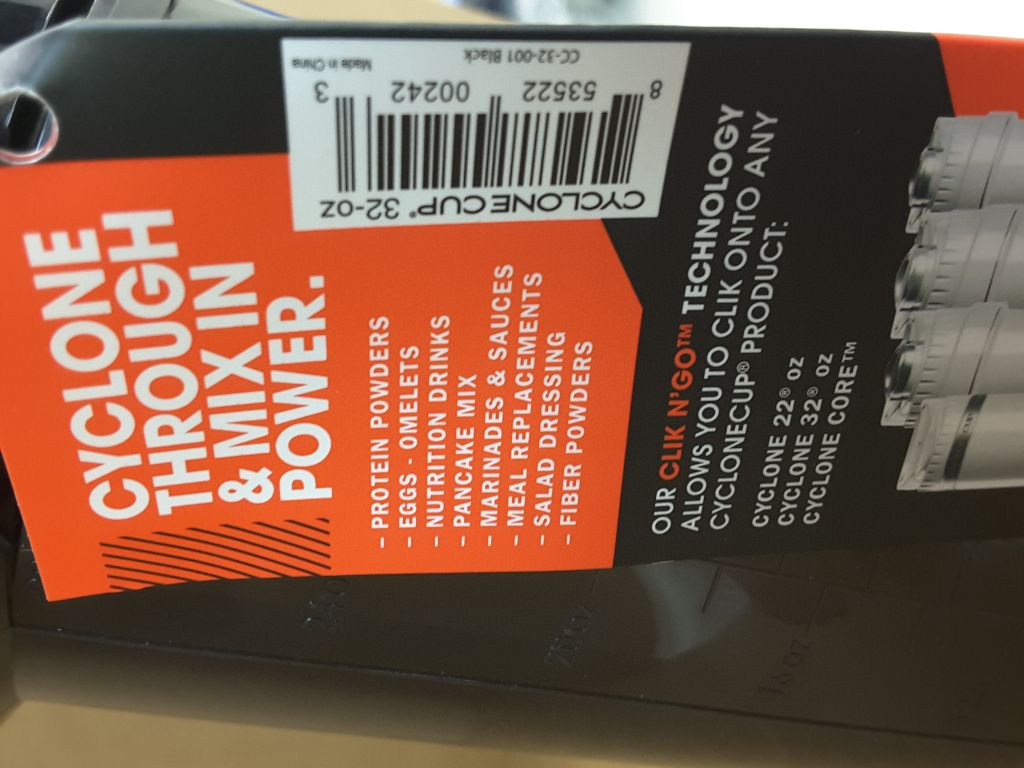 CYCLONE
THROUGH
& MIX IN
POWER.
– PROTEIN POWDERS
– EGGS - OMELETS
– NUTRITION DRINKS
– PANCAKE MIX
– MARINADES & SAUCES
– MEAL REPLACEMENTS
– SALAD DRESSING
– FIBER POWDERS
OUR CLIK N'GO™ TECHNOLOGY
ALLOWS YOU TO CLIK ONTO ANY
CYCLONECUP® PRODUCT:
CYCLONE 22® OZ
CYCLONE 32® OZ
CYCLONE CORE™
CYCLONECUP® 32-OZ
8 53522 00242 3
CC-32-001 Black Made in China
16oz